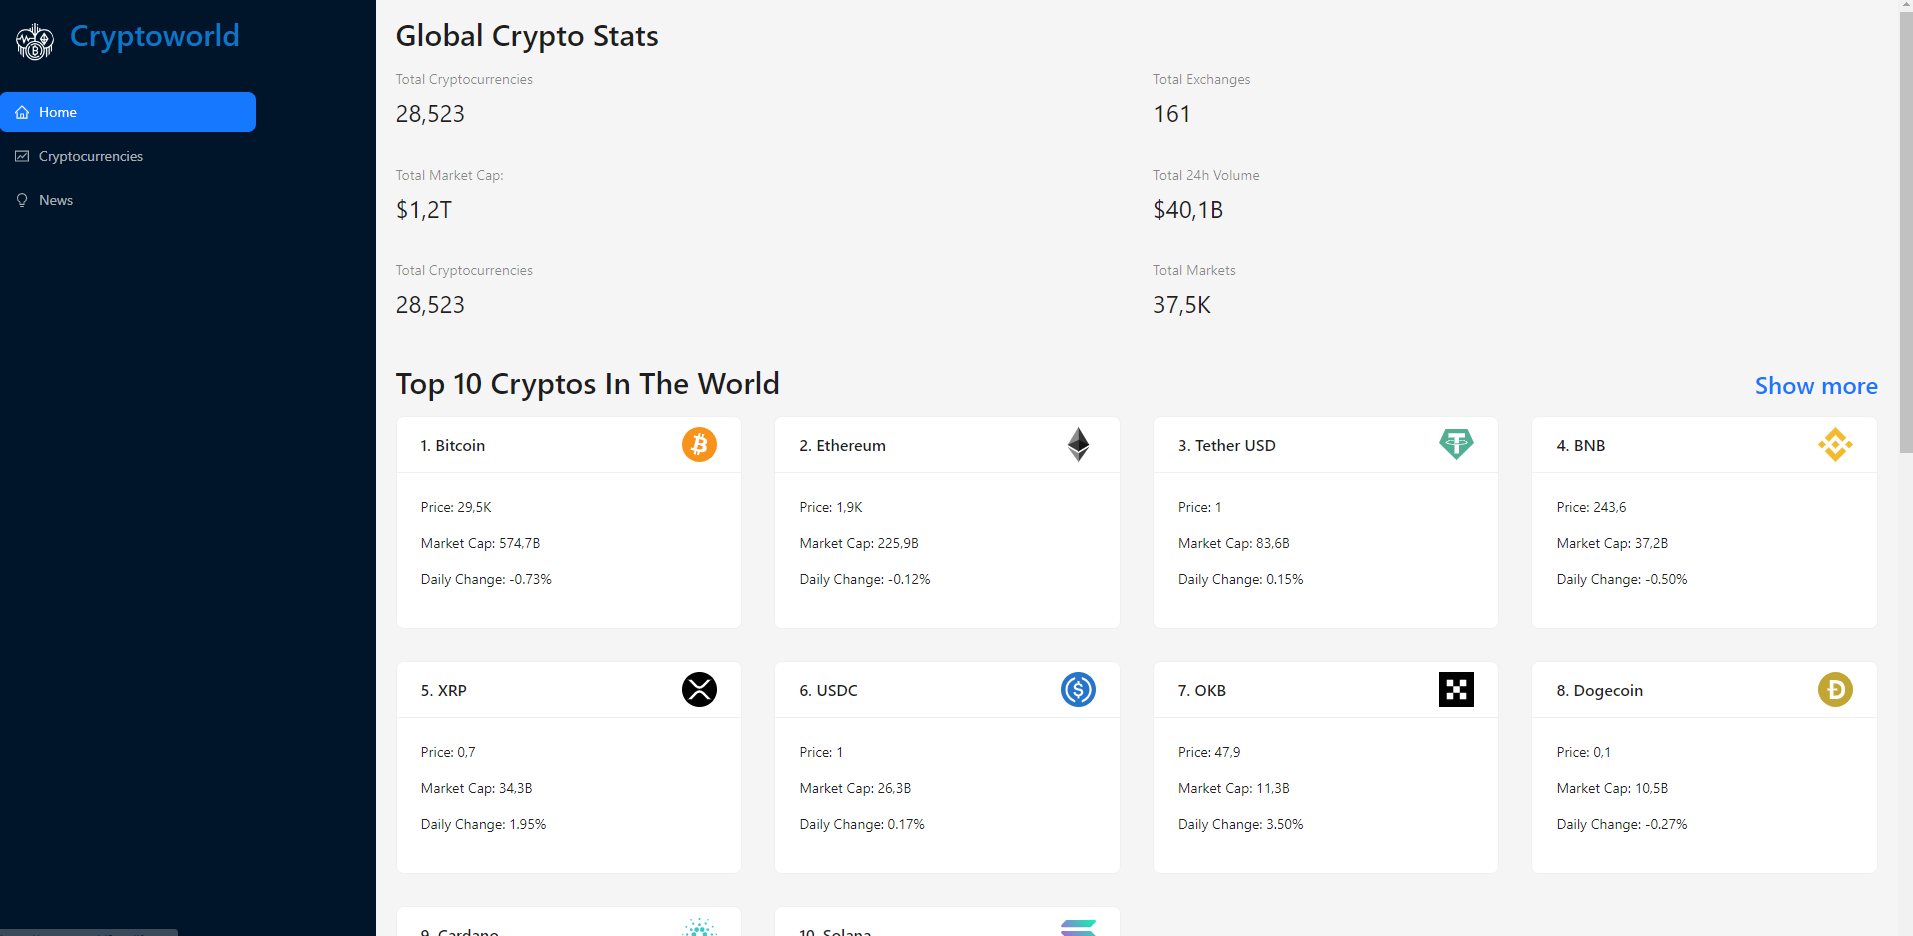 Cryptoworld
Home
Cryptocurrencies
News
Global Crypto Stats
Total Cryptocurrencies
28,523
Total Exchanges
161
Total Market Cap:
$1,2T
Total 24h Volume
$40,1B
Total Cryptocurrencies
28,523
Total Markets
37,5K
Top 10 Cryptos In The World
Show more
1. Bitcoin
Price: 29,5K
Market Cap: 574,7B
Daily Change: -0.73%
2. Ethereum
Price: 1,9K
Market Cap: 225,9B
Daily Change: -0.12%
3. Tether USD
Price: 1
Market Cap: 83,6B
Daily Change: 0.15%
4. BNB
Price: 243,6
Market Cap: 37,2B
Daily Change: -0.50%
5. XRP
Price: 0,7
Market Cap: 34,3B
Daily Change: 1.95%
6. USDC
Price: 1
Market Cap: 26,3B
Daily Change: 0.17%
7. OKB
Price: 47,9
Market Cap: 11,3B
Daily Change: 3.50%
8. Dogecoin
Price: 0,1
Market Cap: 10,5B
Daily Change: -0.27%
9. Cardano
10. Solana